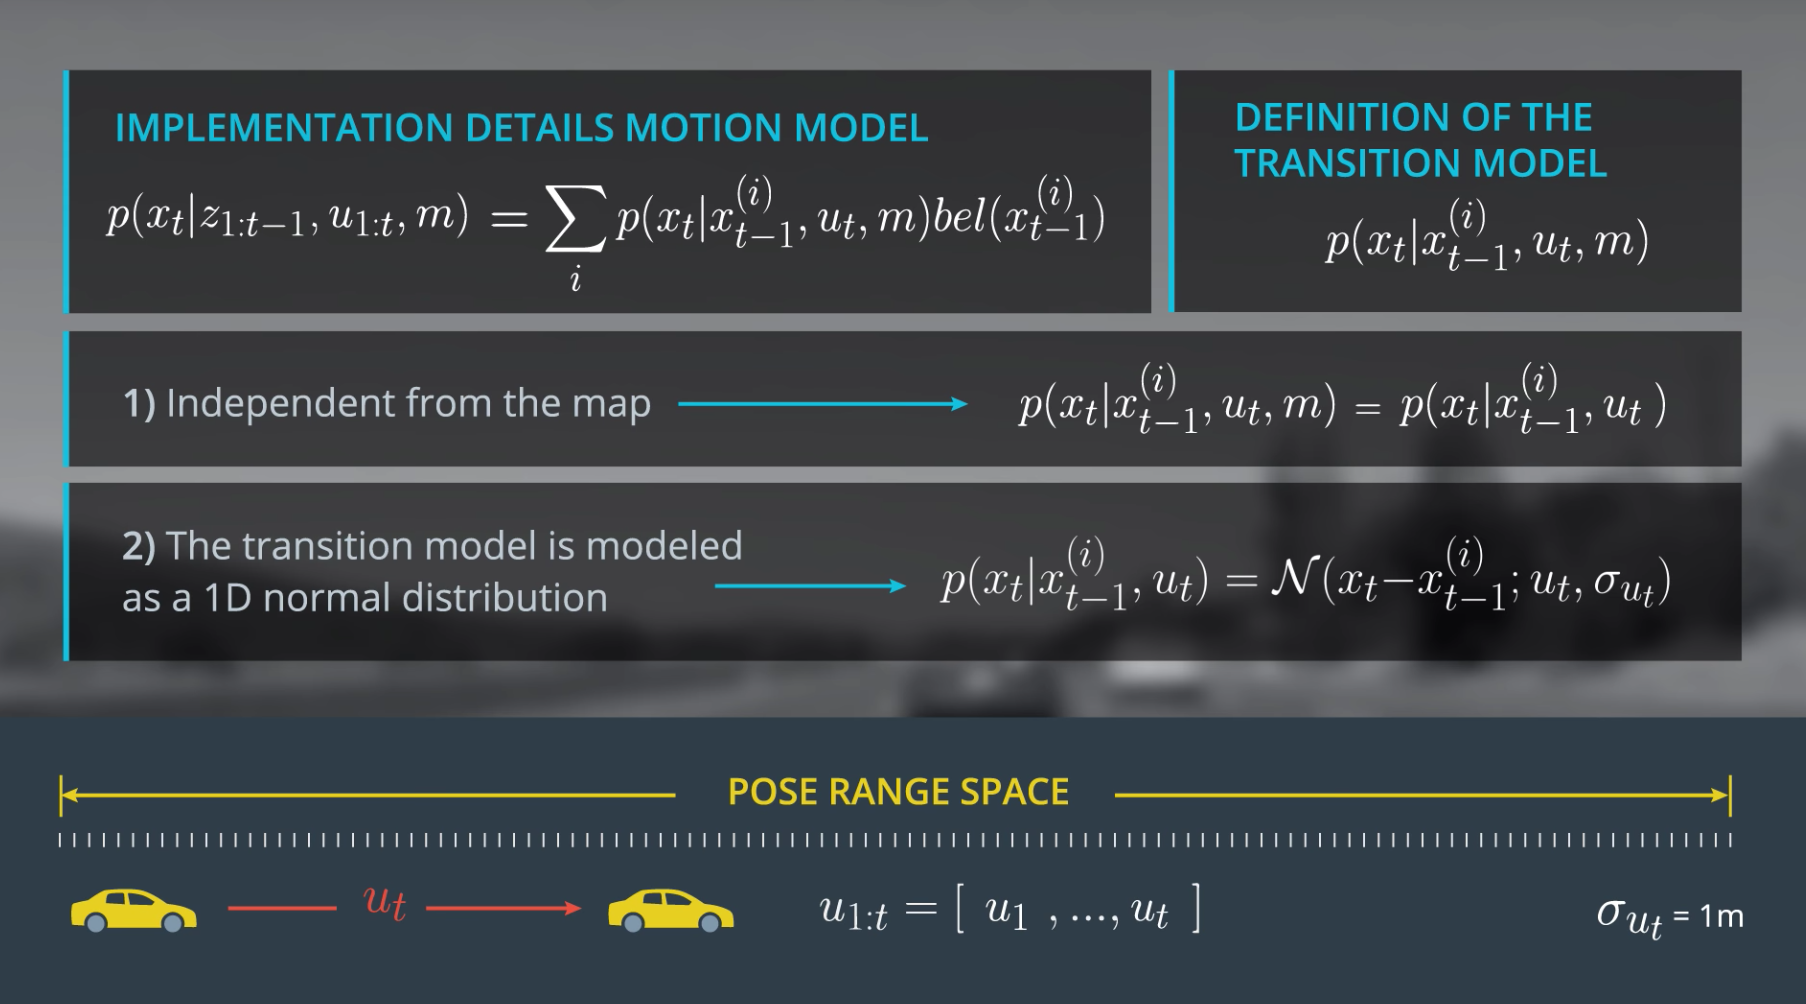 IMPLEMENTATION DETAILS MOTION MODEL
p(x_t|z_{1:t-1}, u_{1:t}, m) = \sum_i p(x_t|x_{t-1}^{(i)}, u_t, m)bel(x_{t-1}^{(i)})
DEFINITION OF THE
TRANSITION MODEL
p(x_t|x_{t-1}^{(i)}, u_t, m)
1) Independent from the map
p(x_t|x_{t-1}^{(i)}, u_t, m) = p(x_t|x_{t-1}^{(i)}, u_t )
2) The transition model is modeled
as a 1D normal distribution
p(x_t|x_{t-1}^{(i)}, u_t) = \mathcal{N}(x_t-x_{t-1}^{(i)}; u_t, σ_{u_t})
POSE RANGE SPACE
u_t
u_{1:t} = [ u_1 ,..., u_t ]
σ_{u_t} = 1m